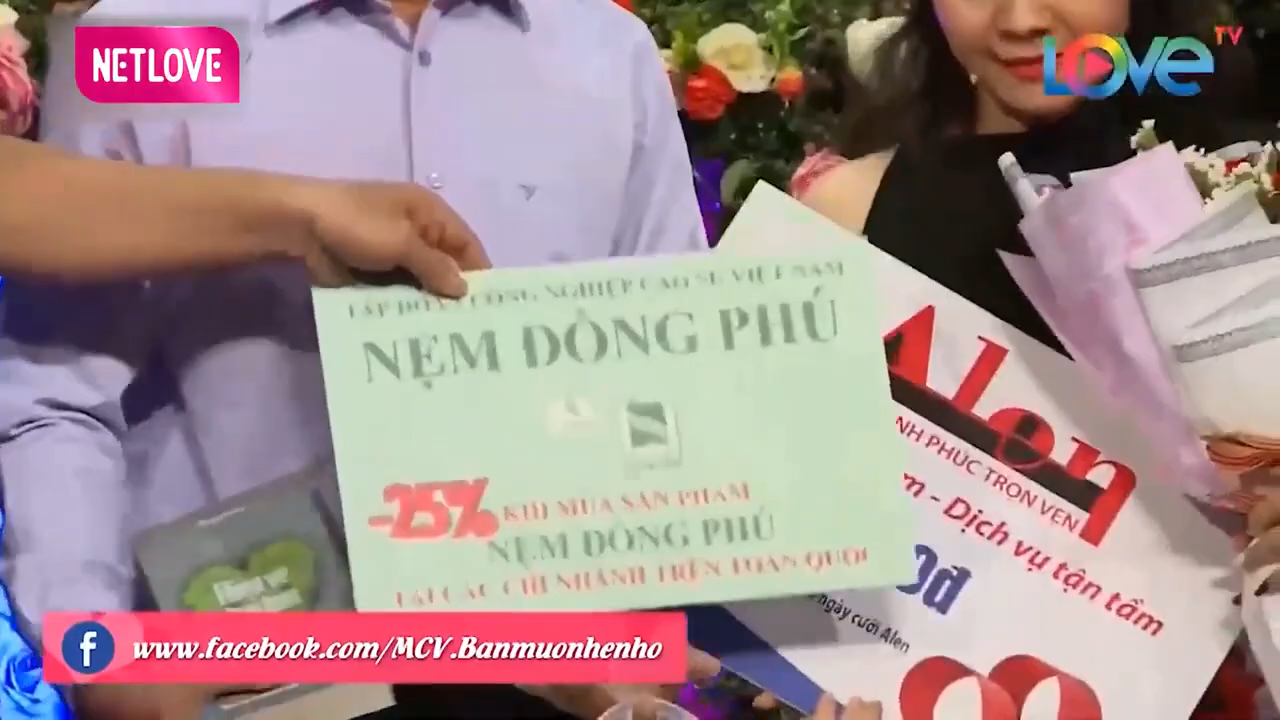 NETLOVE
LOVE TV
TẬP ĐOÀN CÔNG NGHIỆP CAO SU VIỆT NAM
NỆM ĐỒNG PHÚ
-25% KHI MUA SẢN PHẨM
NỆM ĐỒNG PHÚ
TẠI CÁC CHI NHÁNH TRÊN TOÀN QUỐC
Alen
NH PHÚC TRỌN VẸN
m - Dịch vụ tận tâm
0đ
ngày cưới Alen
www.facebook.com/MCV.Banmuonhenho